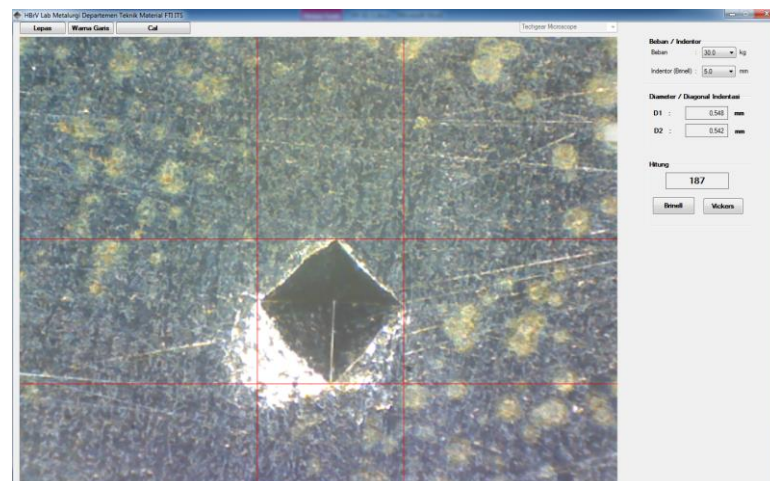 HBrV Lab Metalurgi Departemen Teknik Material FTI.ITS
Lepas Warna Garis Cal Techgear Microscope
Beban / Indentor
Beban : 30.0 kg
Indentor (Brinell) : 5.0 mm
Diameter / Diagonal Indentasi
D1 : 0.548 mm
D2 : 0.542 mm
Hitung
187
Brinell Vickers